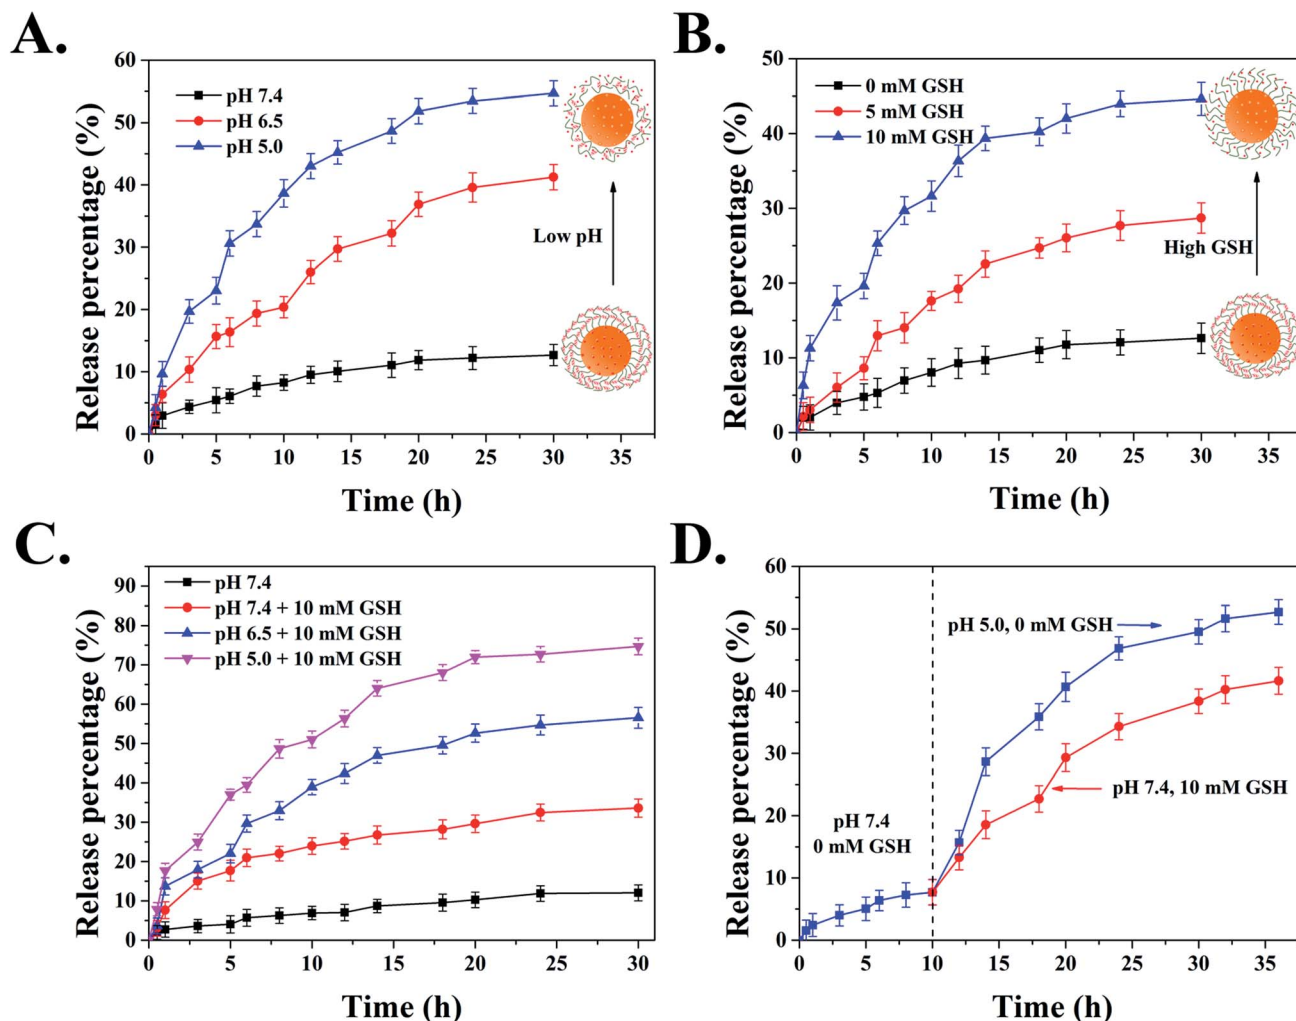 A.
Release percentage (%)
60
50
40
30
20
10
0
pH 7.4
pH 6.5
pH 5.0
Low pH
0 5 10 15 20 25 30 35
Time (h)
B.
Release percentage (%)
50
40
30
20
10
0
0 mM GSH
5 mM GSH
10 mM GSH
High GSH
0 5 10 15 20 25 30 35
Time (h)
C.
Release percentage (%)
90
80
70
60
50
40
30
20
10
0
pH 7.4
pH 7.4 + 10 mM GSH
pH 6.5 + 10 mM GSH
pH 5.0 + 10 mM GSH
0 5 10 15 20 25 30
Time (h)
D.
Release percentage (%)
60
50
40
30
20
10
0
pH 5.0, 0 mM GSH
pH 7.4, 10 mM GSH
pH 7.4
0 mM GSH
0 5 10 15 20 25 30 35
Time (h)